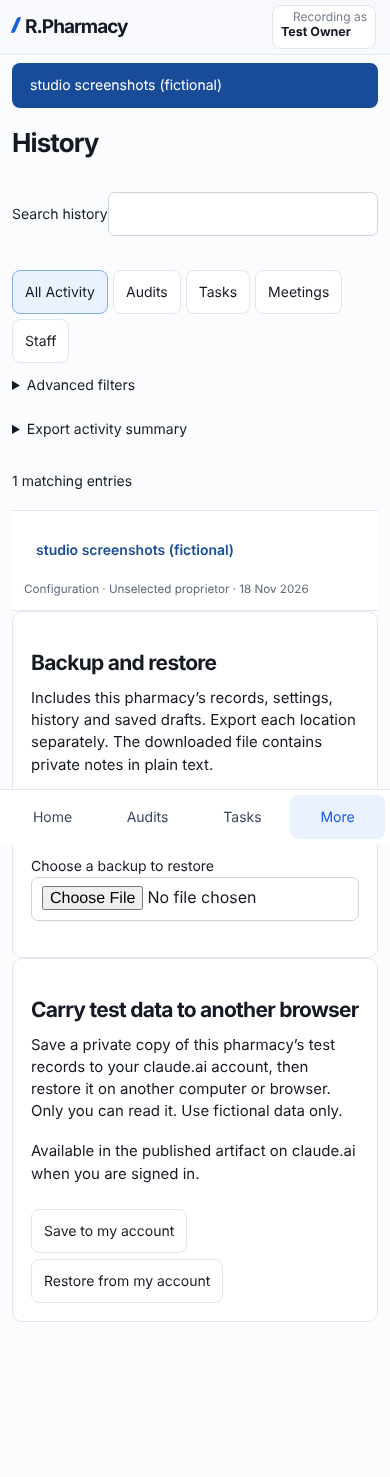 R.Pharmacy
Recording as
Test Owner
studio screenshots (fictional)
History
Search history
All Activity
Audits
Tasks
Meetings
Staff
Advanced filters
Export activity summary
1 matching entries
studio screenshots (fictional)
Configuration · Unselected proprietor · 18 Nov 2026
Backup and restore
Includes this pharmacy’s records, settings,
history and saved drafts. Export each location
separately. The downloaded file contains
private notes in plain text.
Home
Audits
Tasks
More
Choose a backup to restore
Choose File No file chosen
Carry test data to another browser
Save a private copy of this pharmacy’s test
records to your claude.ai account, then
restore it on another computer or browser.
Only you can read it. Use fictional data only.
Available in the published artifact on claude.ai
when you are signed in.
Save to my account
Restore from my account